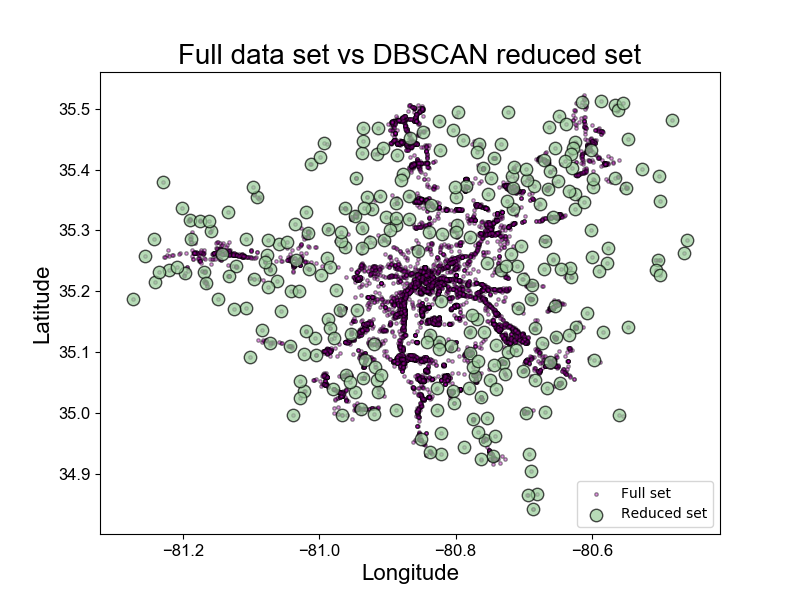 Full data set vs DBSCAN reduced set
35.5
35.4
35.3
35.2
35.1
35.0
34.9
Latitude
−81.2
−81.0
−80.8
−80.6
Longitude
Full set
Reduced set